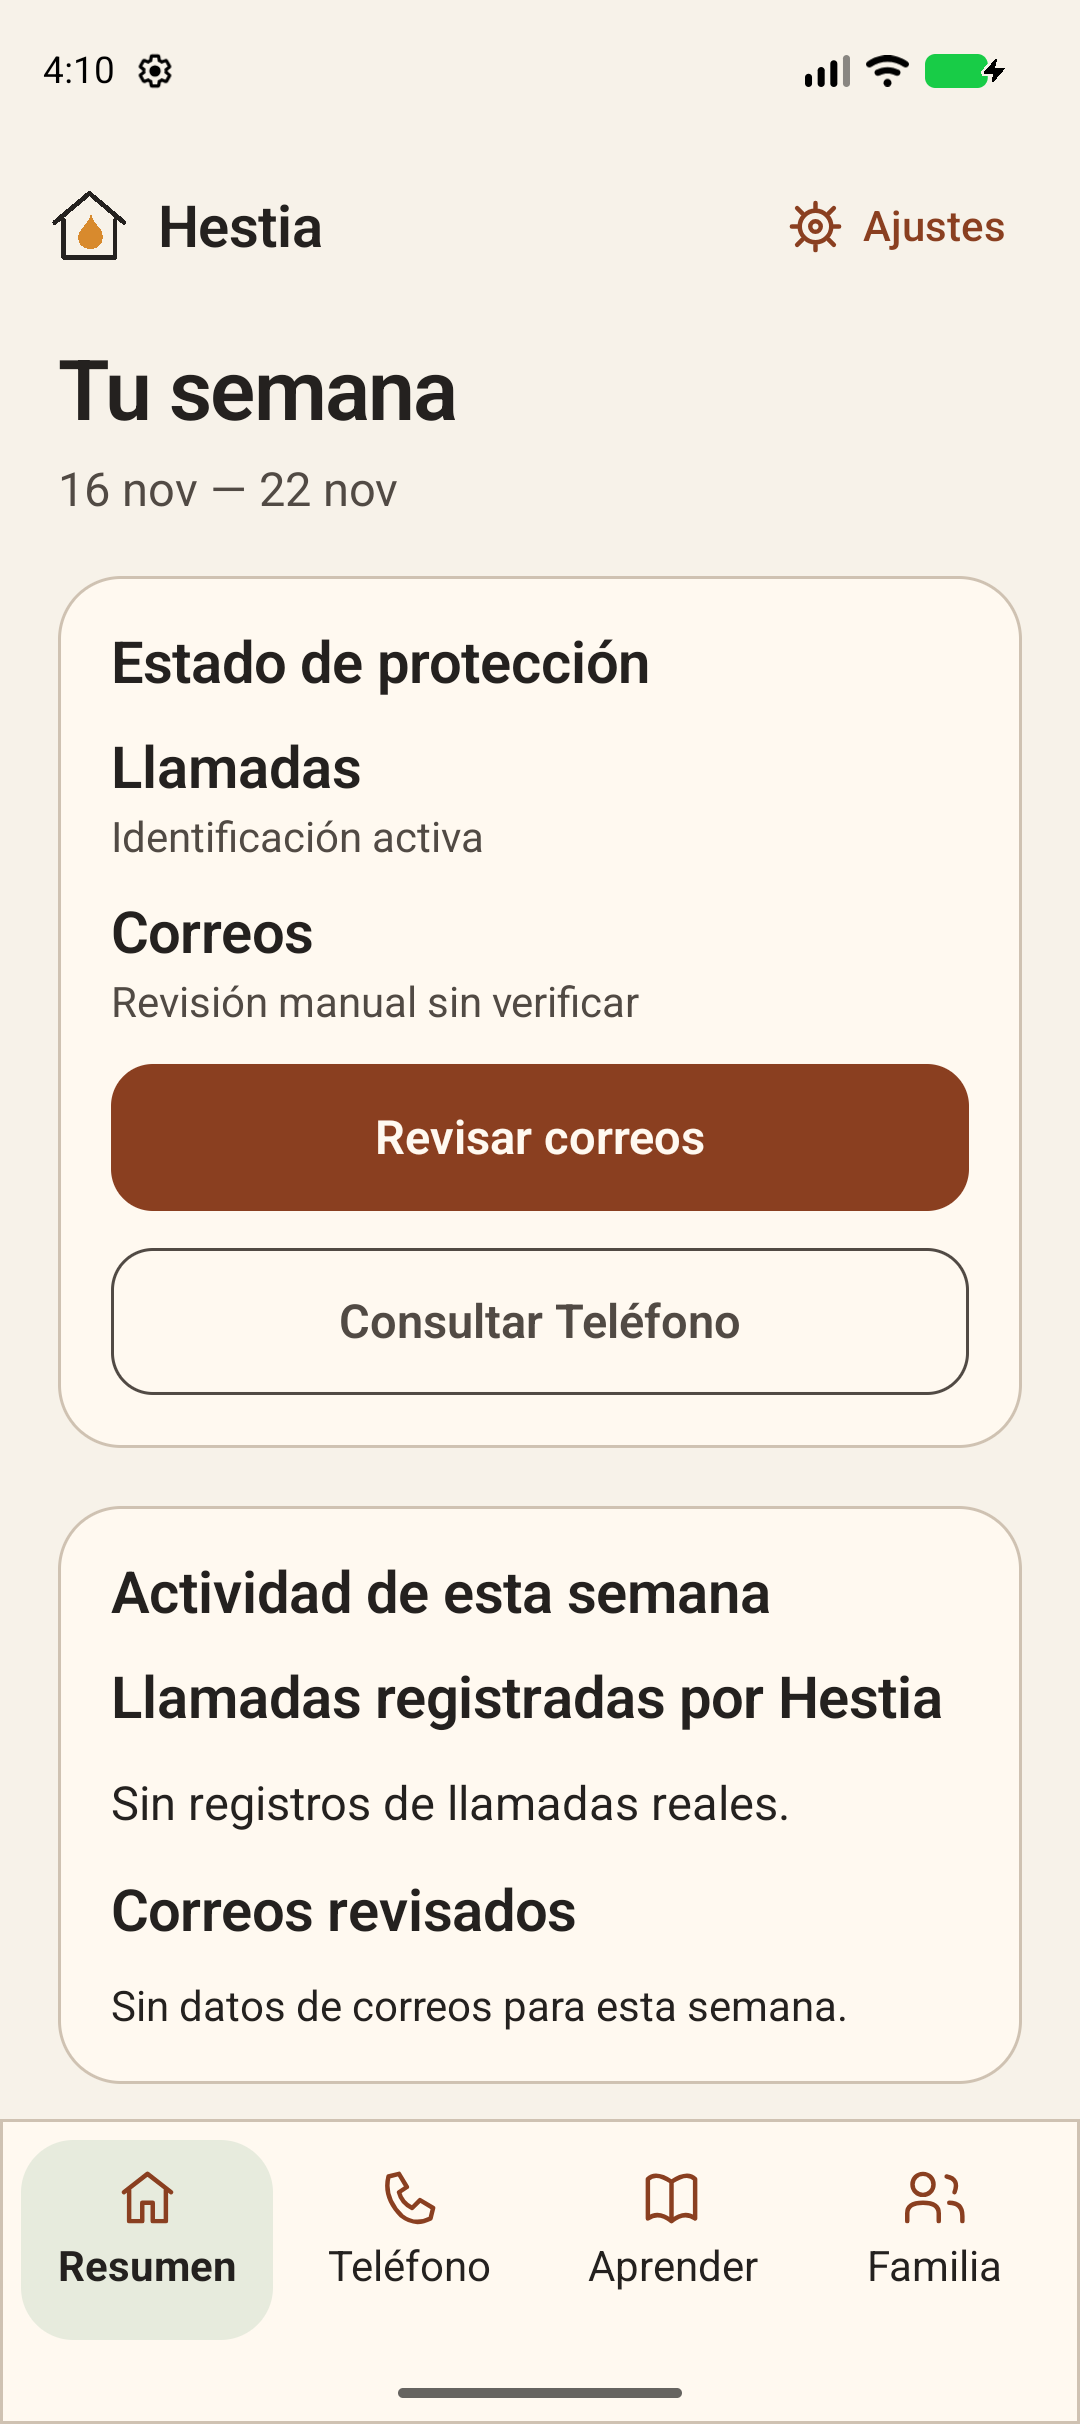 4:10
Hestia
Ajustes
Tu semana
16 nov — 22 nov
Estado de protección
Llamadas
Identificación activa
Correos
Revisión manual sin verificar
Revisar correos
Consultar Teléfono
Actividad de esta semana
Llamadas registradas por Hestia
Sin registros de llamadas reales.
Correos revisados
Sin datos de correos para esta semana.
Resumen
Teléfono
Aprender
Familia